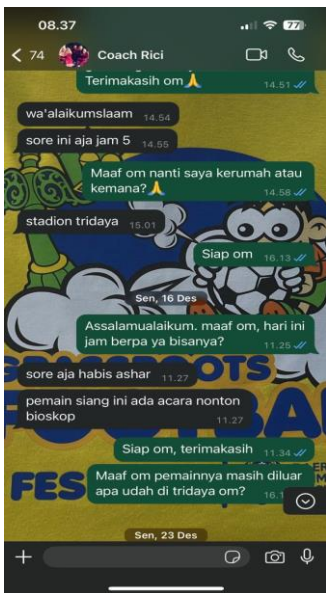 08.37
77
74
Coach Rici
Terimakasih om🙏
14.51
wa'alaikumslaam 14.54
sore ini aja jam 5 14.55
Maaf om nanti saya kerumah atau
kemana?🙏
14.58
stadion tridaya 15.01
Siap om 16.13
Sen, 16 Des
Assalamualikum. maaf om, hari ini
jam berpa ya bisanya?
11.25
sore aja habis ashar 11.27
pemain siang ini ada acara nonton
bioskop
11.27
Siap om, terimakasih 11.34
Maaf om pemainnya masih diluar
apa udah di tridaya om?
Sen, 23 Des
FES